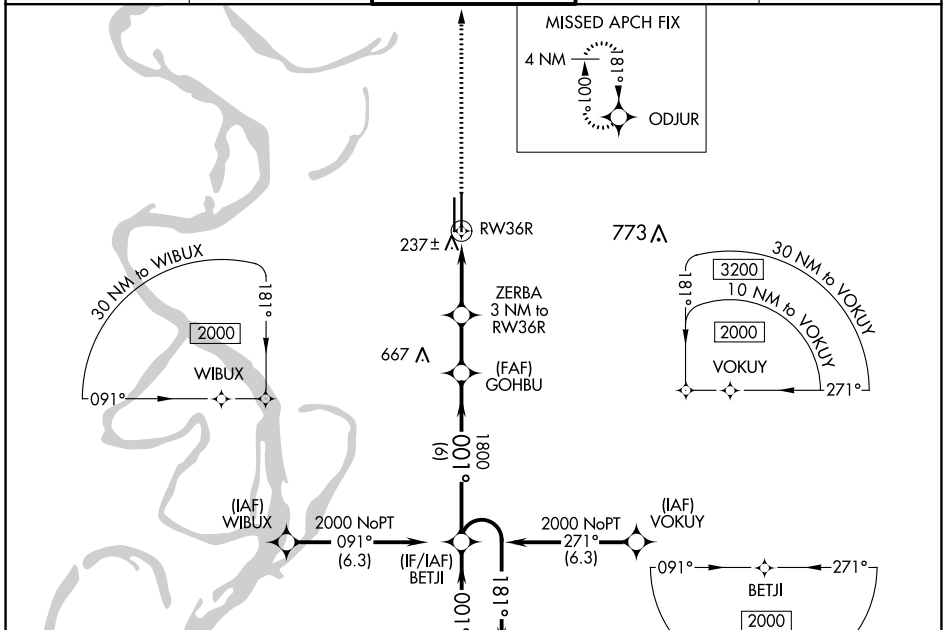 MISSED APCH FIX
4 NM
181°
001°
ODJUR
RW36R
237±
773
30 NM to WIBUX
181°
2000
WIBUX
091°
ZERBA
3 NM to
RW36R
667
(FAF)
GOHBU
30 NM to VOKUY
3200
10 NM to VOKUY
181°
2000
VOKUY
271°
1800
001°
(6)
(IAF)
WIBUX
2000 NoPT
091°
(6.3)
(IF/IAF)
BETJI
2000 NoPT
271°
(6.3)
(IAF)
VOKUY
001°
181°
091°
271°
BETJI
2000